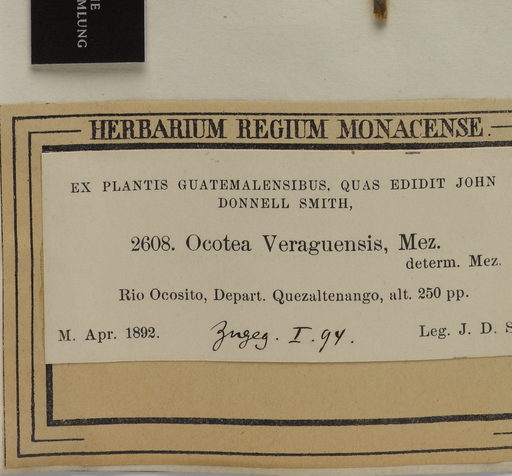 MLUNG
HERBARIUM REGIUM MONACENSE.
EX PLANTIS GUATEMALENSIBUS, QUAS EDIDIT JOHN
DONNELL SMITH,
2608. Ocotea Veraguensis, Mez.
determ. Mez.
Rio Ocosito, Depart. Quezaltenango, alt. 250 pp.
M. Apr. 1892. Zugeg. I. 94. Leg. J. D. S